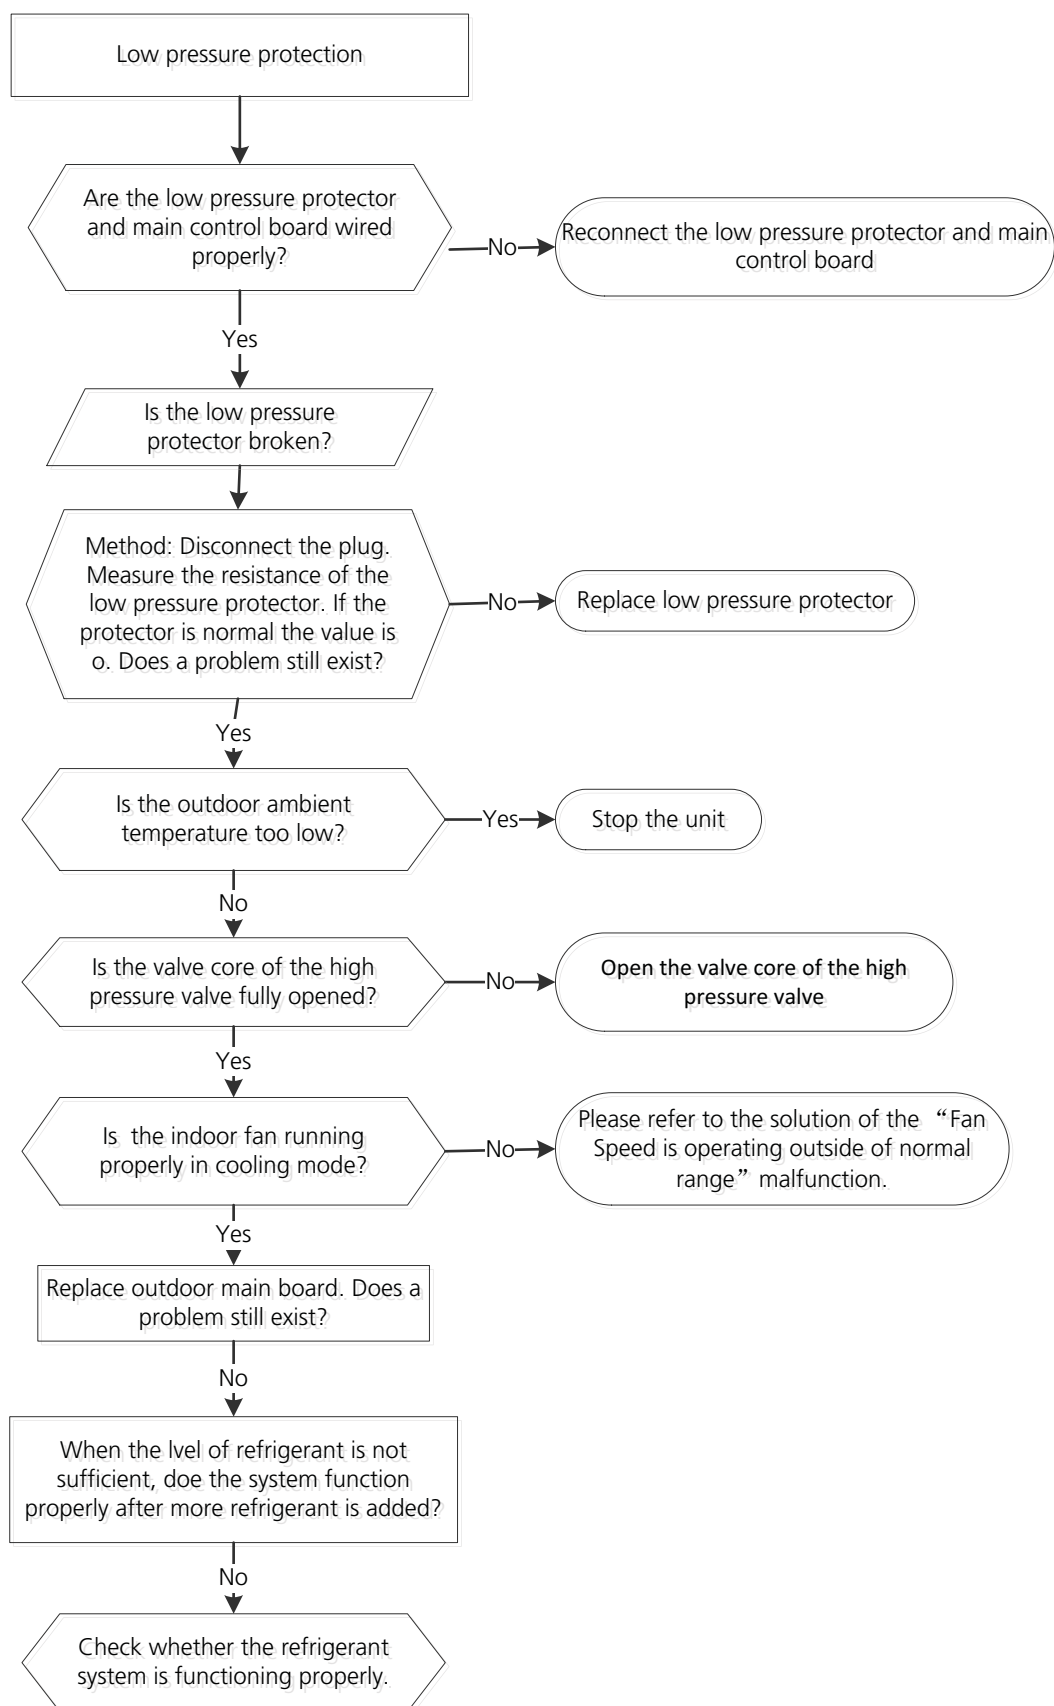 Low pressure protection
Are the low pressure protector
and main control board wired
properly?
No
Reconnect the low pressure protector and main
control board
Yes
Is the low pressure
protector broken?
Method: Disconnect the plug.
Measure the resistance of the
low pressure protector. If the
protector is normal the value is
o. Does a problem still exist?
No
Replace low pressure protector
Yes
Is the outdoor ambient
temperature too low?
Yes
Stop the unit
No
Is the valve core of the high
pressure valve fully opened?
No
Open the valve core of the high
pressure valve
Yes
Is  the indoor fan running
properly in cooling mode?
No
Please refer to the solution of the “Fan
Speed is operating outside of normal
range” malfunction.
Yes
Replace outdoor main board. Does a
problem still exist?
No
When the lvel of refrigerant is not
sufficient, doe the system function
properly after more refrigerant is added?
No
Check whether the refrigerant
system is functioning properly.